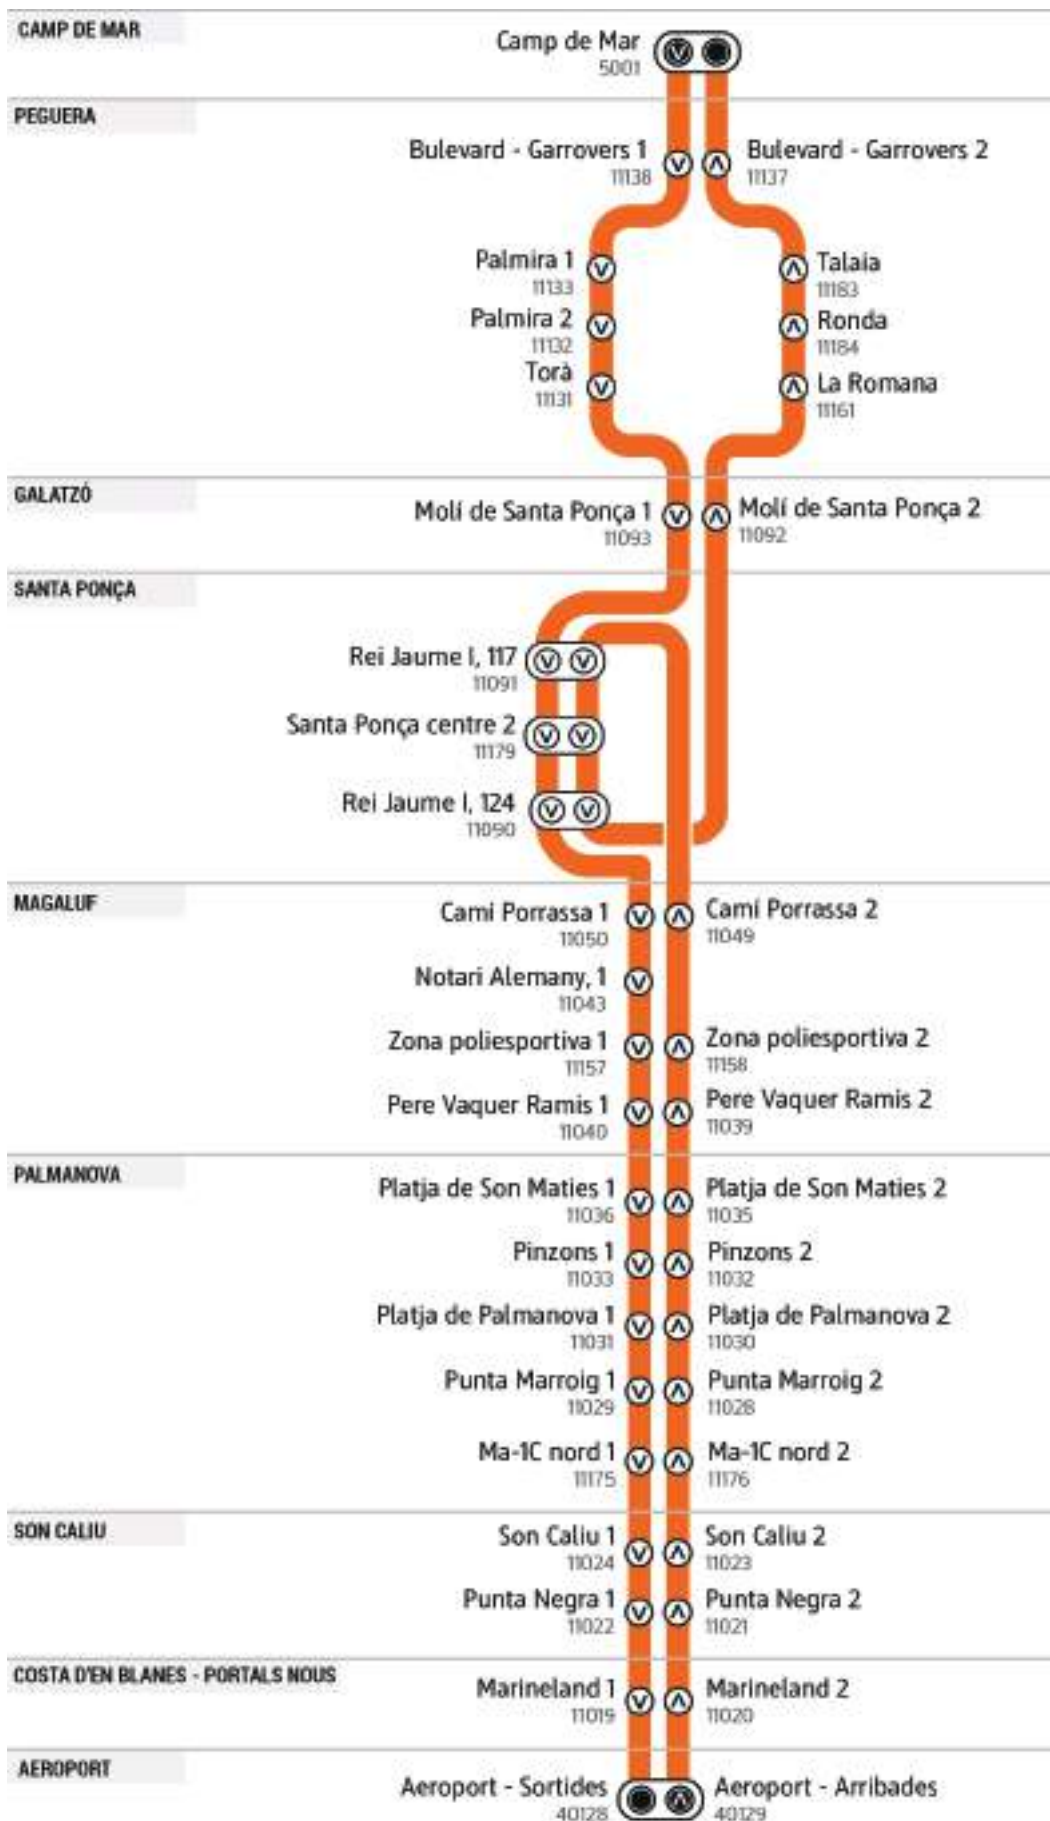 CAMP DE MAR
Camp de Mar
5001
PEGUERA
Bulevard - Garrovers 1
11138
Bulevard - Garrovers 2
11137
Palmira 1
11133
Talaia
11183
Palmira 2
11132
Ronda
11184
Torà
11131
La Romana
11161
GALATZÓ
Molí de Santa Ponça 1
11093
Molí de Santa Ponça 2
11092
SANTA PONÇA
Rei Jaume I, 117
11091
Santa Ponça centre 2
11179
Rei Jaume I, 124
11090
MAGALUF
Camí Porrassa 1
11050
Camí Porrassa 2
11049
Notari Alemany, 1
11043
Zona poliesportiva 1
11157
Zona poliesportiva 2
11158
Pere Vaquer Ramis 1
11040
Pere Vaquer Ramis 2
11039
PALMANOVA
Platja de Son Maties 1
11036
Platja de Son Maties 2
11035
Pinzons 1
11033
Pinzons 2
11032
Platja de Palmanova 1
11031
Platja de Palmanova 2
11030
Punta Marroig 1
11029
Punta Marroig 2
11028
Ma-1C nord 1
11175
Ma-1C nord 2
11176
SON CALIU
Son Caliu 1
11024
Son Caliu 2
11023
Punta Negra 1
11022
Punta Negra 2
11021
COSTA D'EN BLANES - PORTALS NOUS
Marineland 1
11019
Marineland 2
11020
AEROPORT
Aeroport - Sortides
40128
Aeroport - Arribades
40129